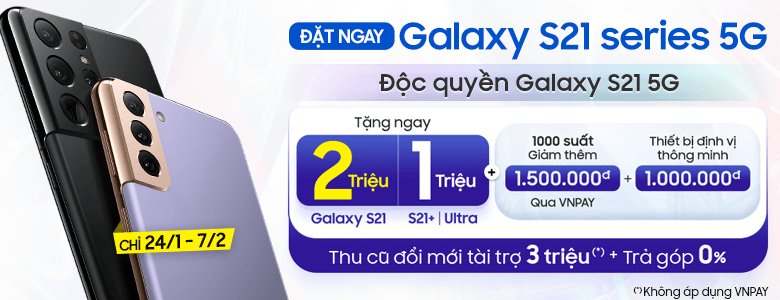 ĐẶT NGAY Galaxy S21 series 5G
Độc quyền Galaxy S21 5G
Tặng ngay
2 Triệu
Galaxy S21
1 Triệu
S21+ | Ultra
+
1000 suất
Giảm thêm
1.500.000đ
Qua VNPAY
+
Thiết bị định vị
thông minh
1.000.000đ
CHỈ 24/1 - 7/2
Thu cũ đổi mới tài trợ 3 triệu(*) + Trả góp 0%
(*)Không áp dụng VNPAY